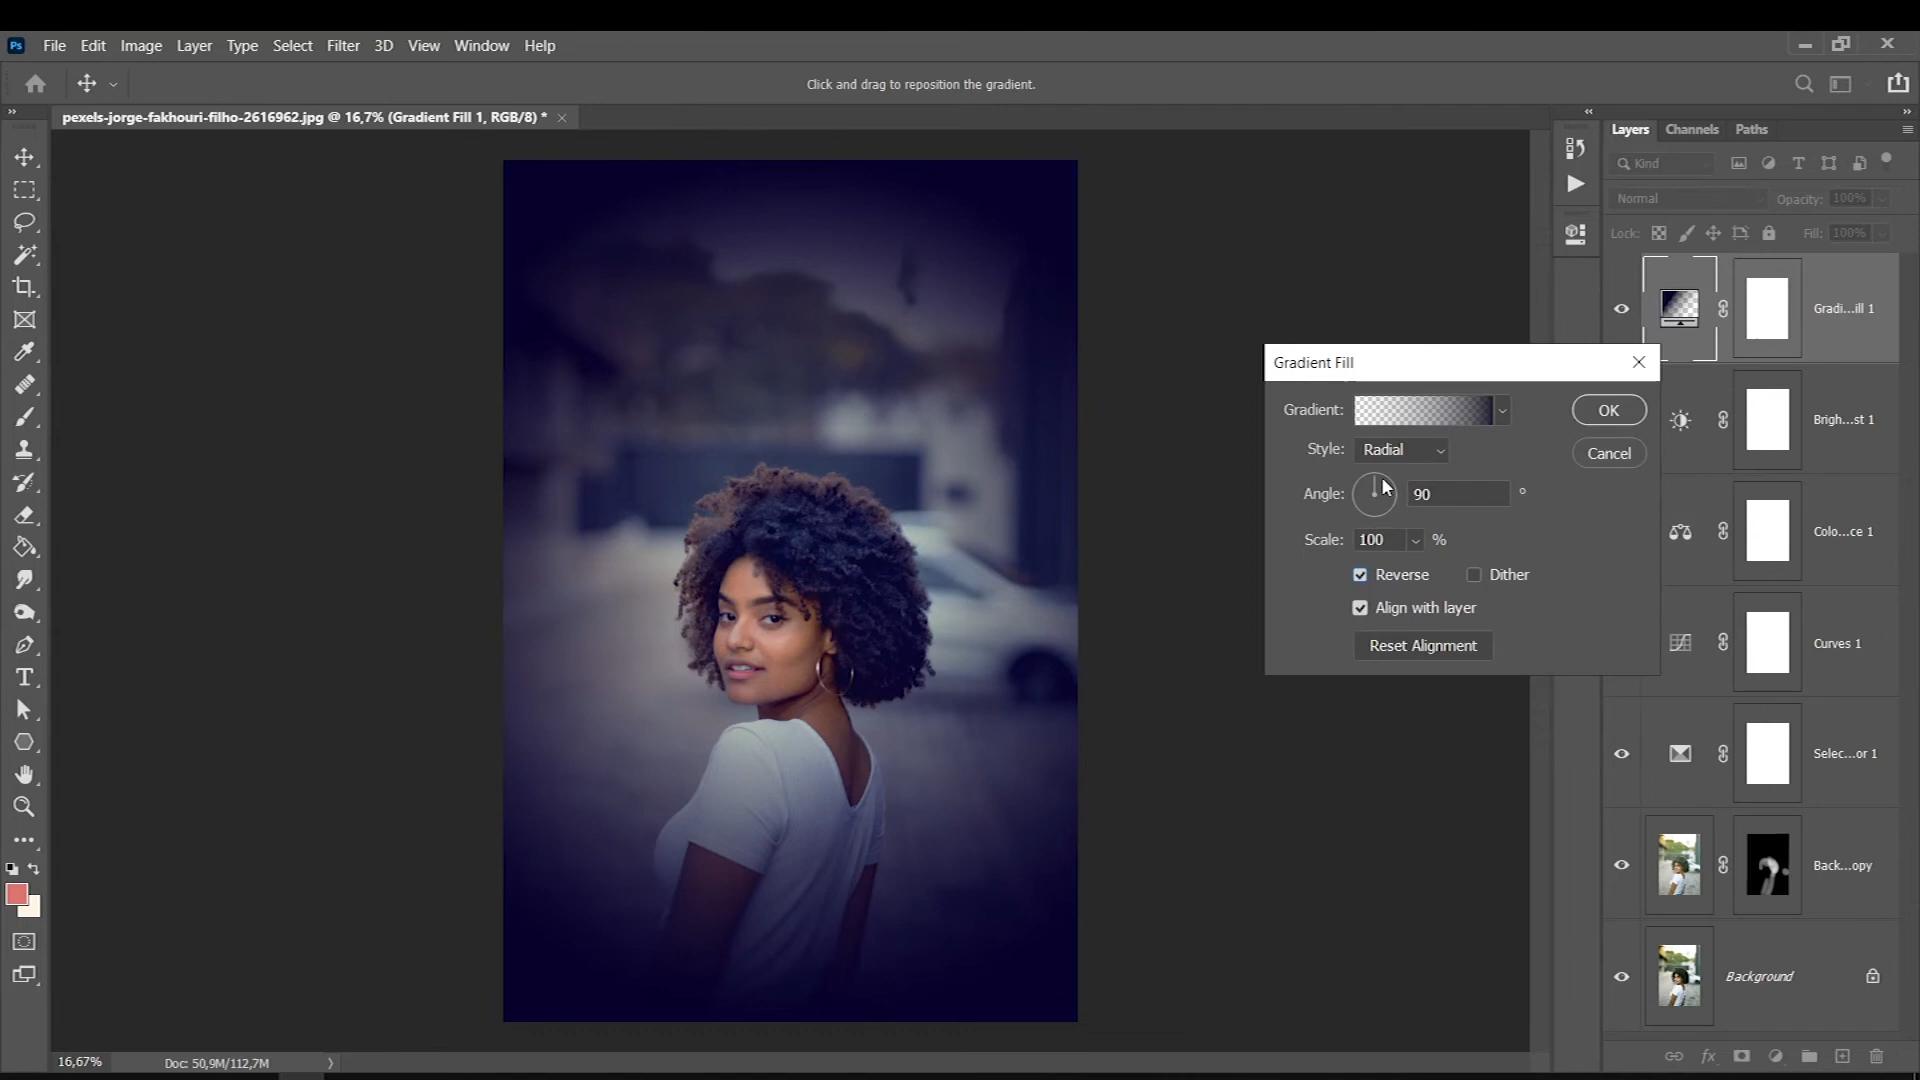 Ps File Edit Image Layer Type Select Filter 3D View Window Help
Click and drag to reposition the gradient.
pexels-jorge-fakhouri-filho-2616962.jpg @ 16,7% (Gradient Fill 1, RGB/8) *
Layers Channels Paths
Kind
Normal Opacity: 100%
Lock: Fill: 100%
Gradi...ill 1
Gradient Fill
Gradient: OK
Style: Radial Cancel
Angle: 90 °
Scale: 100 %
Reverse Dither
Align with layer
Reset Alignment
Brigh...st 1
Colo...ce 1
Curves 1
Selec...or 1
Back...opy
Background
16,67% Doc: 50,9M/112,7M